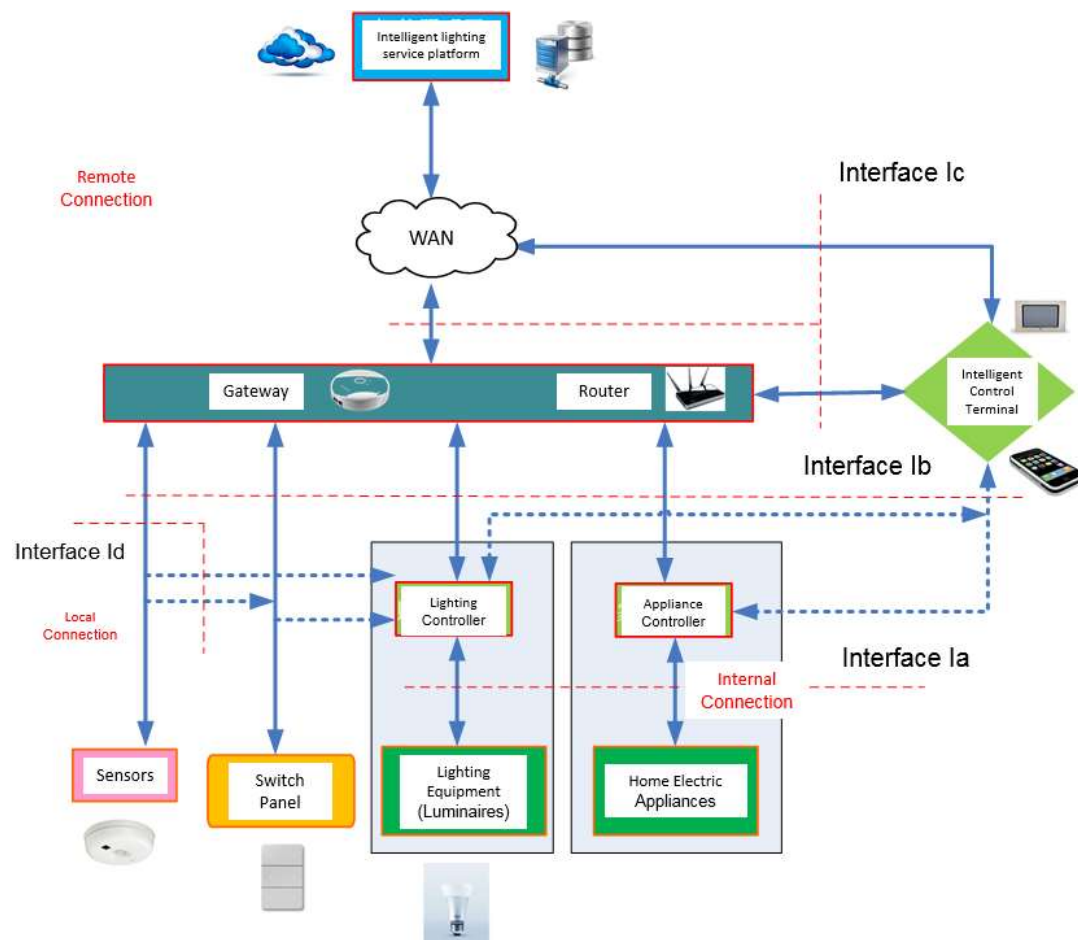 Intelligent lighting
service platform
Remote
Connection
Interface Ic
WAN
Gateway
Router
Intelligent
Control
Terminal
Interface Ib
Interface Id
Local
Connection
Lighting
Controller
Appliance
Controller
Interface Ia
Internal
Connection
Sensors
Switch
Panel
Lighting
Equipment
(Luminaires)
Home Electric
Appliances